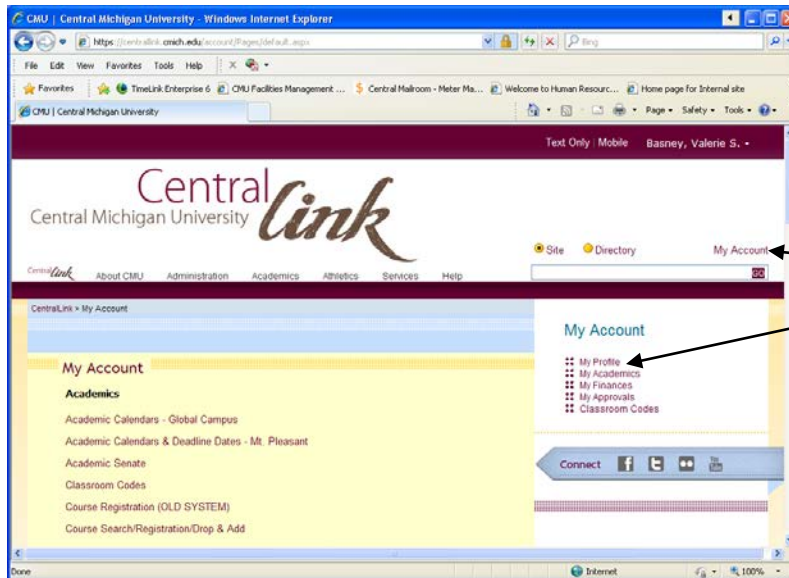 CMU | Central Michigan University - Windows Internet Explorer
https://centrallink.cmich.edu/account/Pages/default.aspx
Bing
File Edit View Favorites Tools Help
Favorites TimeLink Enterprise 6 CMU Facilities Management ... Central Mailroom - Meter Ma... Welcome to Human Resourc... Home page for Internal site
CMU | Central Michigan University
Page Safety Tools
Text Only | Mobile Basney, Valerie S.
Central Link
Central Michigan University
Site Directory My Account
CentralLink About CMU Administration Academics Athletics Services Help GO
CentralLink > My Account
My Account
My Profile
My Academics
My Finances
My Approvals
Classroom Codes
Connect
You Tube
My Account
Academics
Academic Calendars - Global Campus
Academic Calendars & Deadline Dates - Mt. Pleasant
Academic Senate
Classroom Codes
Course Registration (OLD SYSTEM)
Course Search/Registration/Drop & Add
Done Internet 100%